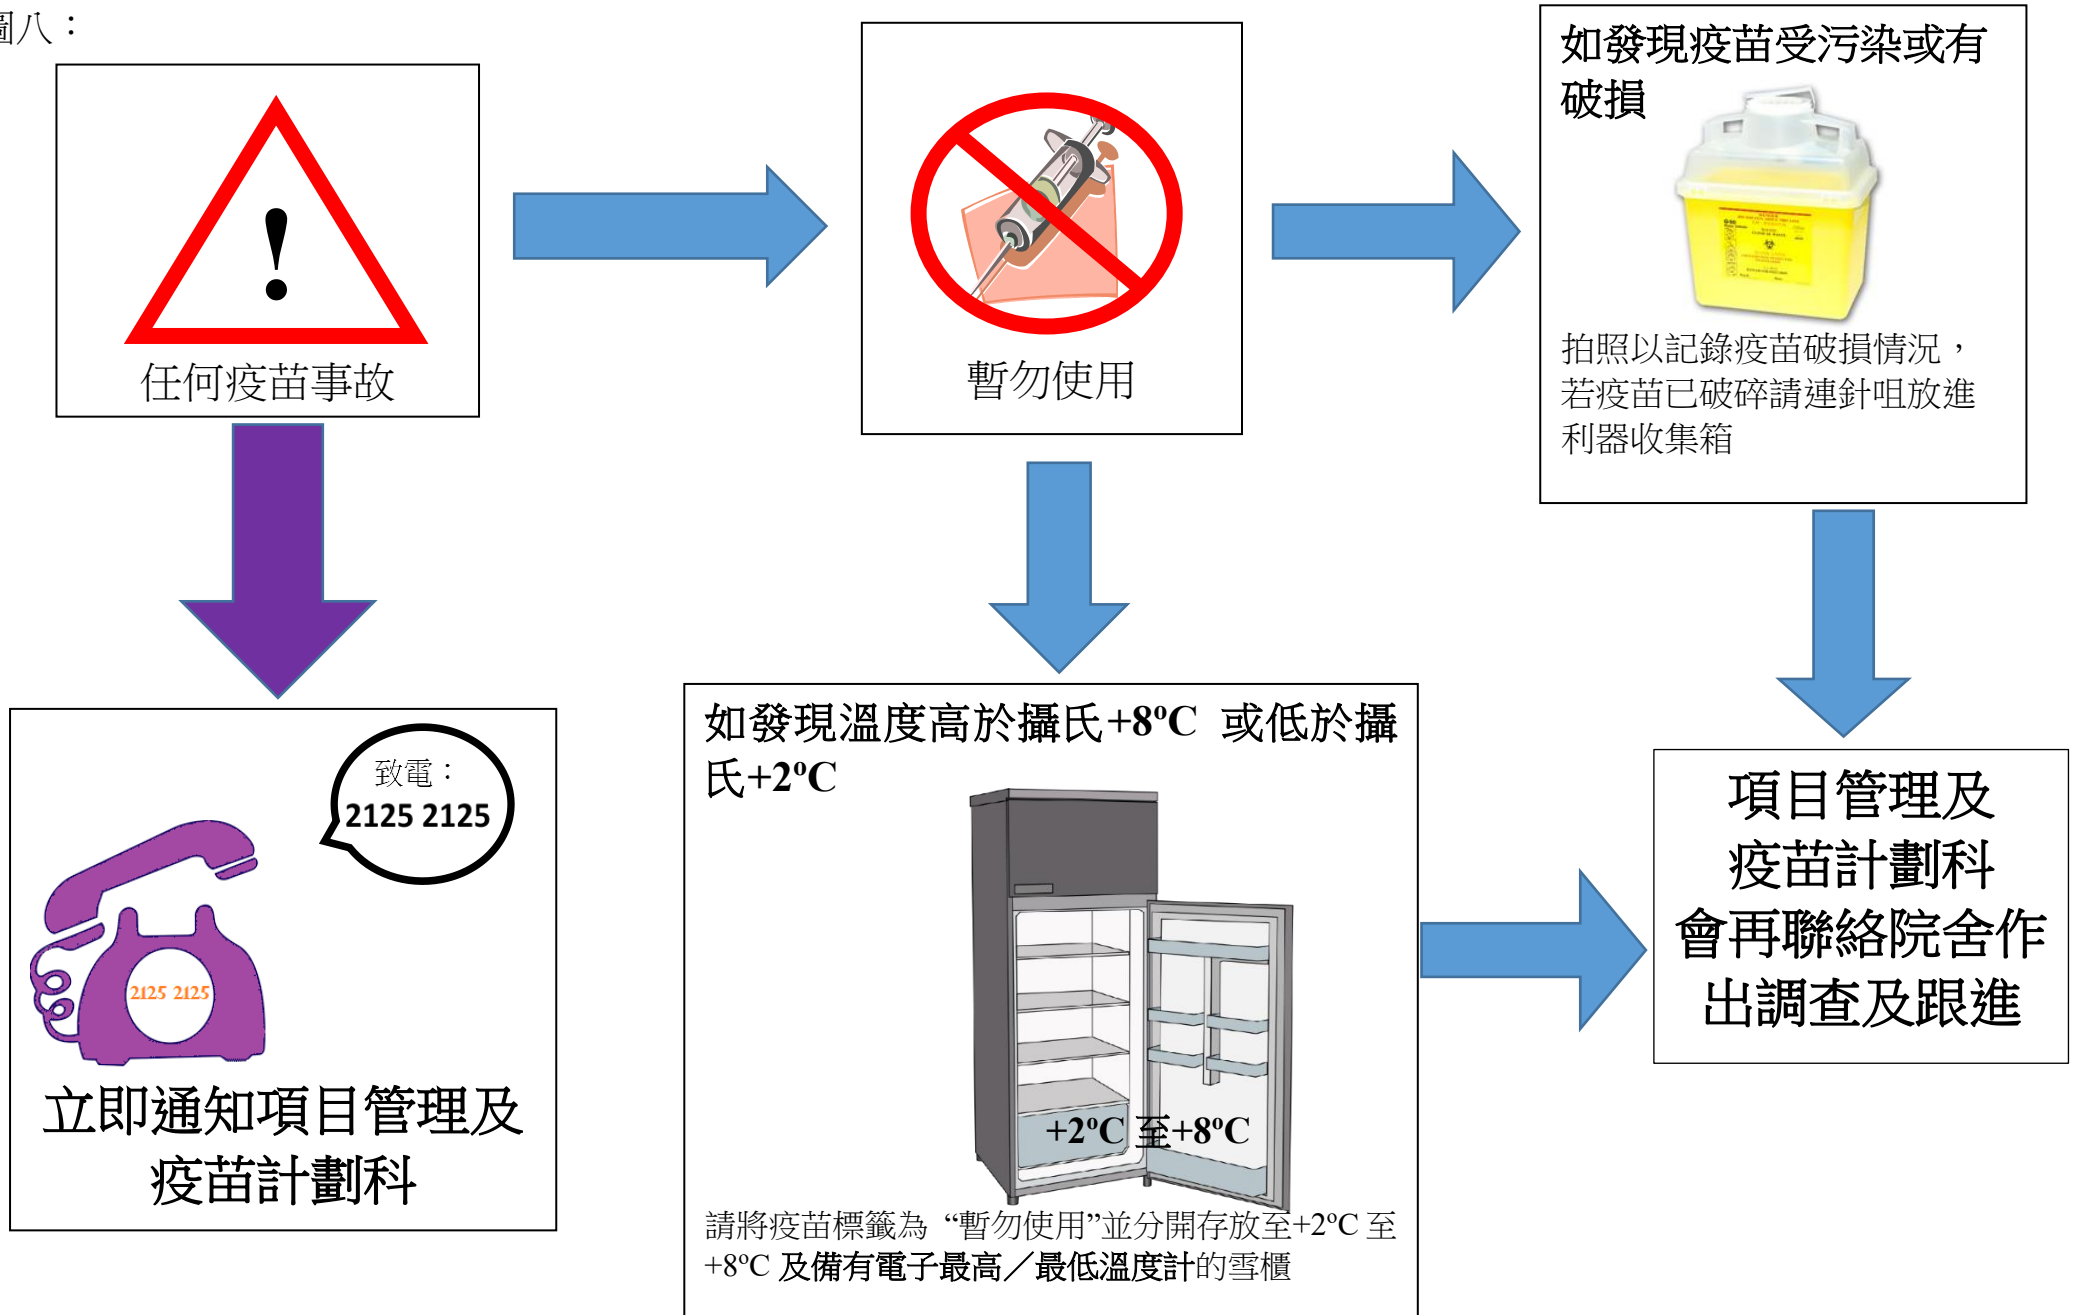 圖八：
任何疫苗事故
暫勿使用
如發現疫苗受污染或有
破損
拍照以記錄疫苗破損情況，
若疫苗已破碎請連針咀放進
利器收集箱
致電：
2125 2125
2125 2125
立即通知項目管理及
疫苗計劃科
如發現溫度高於攝氏+8ºC 或低於攝
氏+2ºC
+2ºC 至+8ºC
請將疫苗標籤為 “暫勿使用”並分開存放至+2ºC 至
+8ºC 及備有電子最高／最低溫度計的雪櫃
項目管理及
疫苗計劃科
會再聯絡院舍作
出調查及跟進